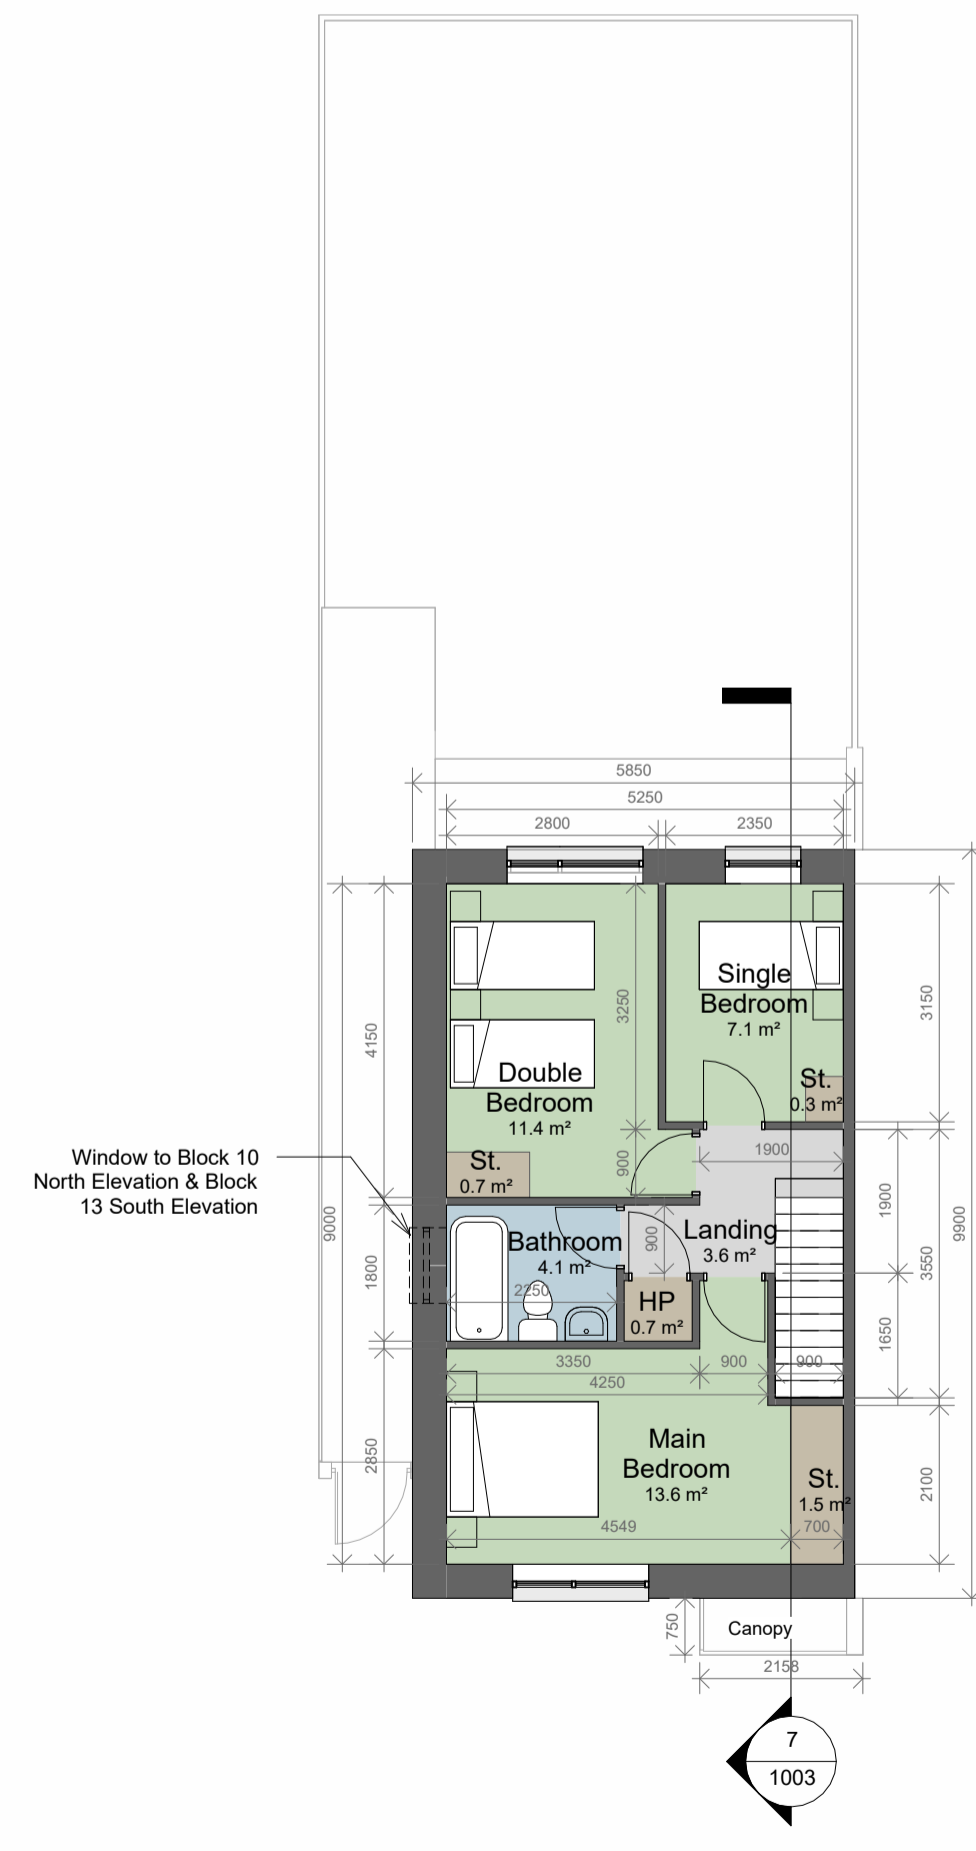 5850
5250
2800
2350
Single
Bedroom
7.1 m²
3250
3150
4150
Double
Bedroom
11.4 m²
St.
0.3 m²
Window to Block 10
North Elevation & Block
13 South Elevation
St.
0.7 m²
900
1900
1900
9000
1800
Bathroom
4.1 m²
2250
900
Landing
3.6 m²
3550
9900
HP
0.7 m²
1650
3350
900
900
4250
2850
Main
Bedroom
13.6 m²
St.
1.5 m²
2100
4549
700
750
Canopy
2158
7
1003